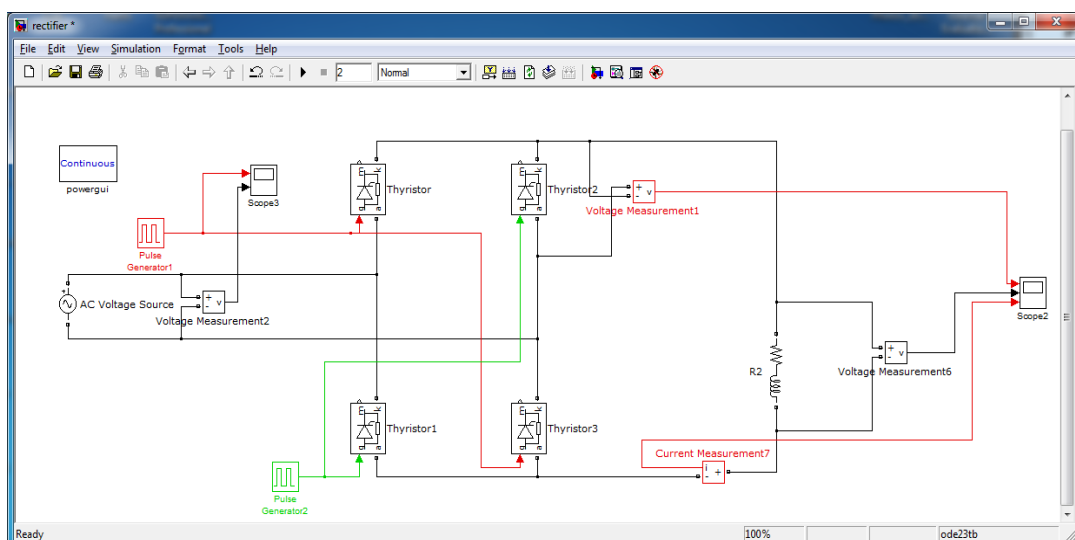 rectifier *
File Edit View Simulation Format Tools Help
2 Normal
Continuous
powergui
Scope3
Thyristor
Thyristor2
Voltage Measurement1
Pulse
Generator1
AC Voltage Source
Voltage Measurement2
Scope2
R2
Voltage Measurement6
Thyristor1
Thyristor3
Current Measurement7
Pulse
Generator2
Ready 100% ode23tb